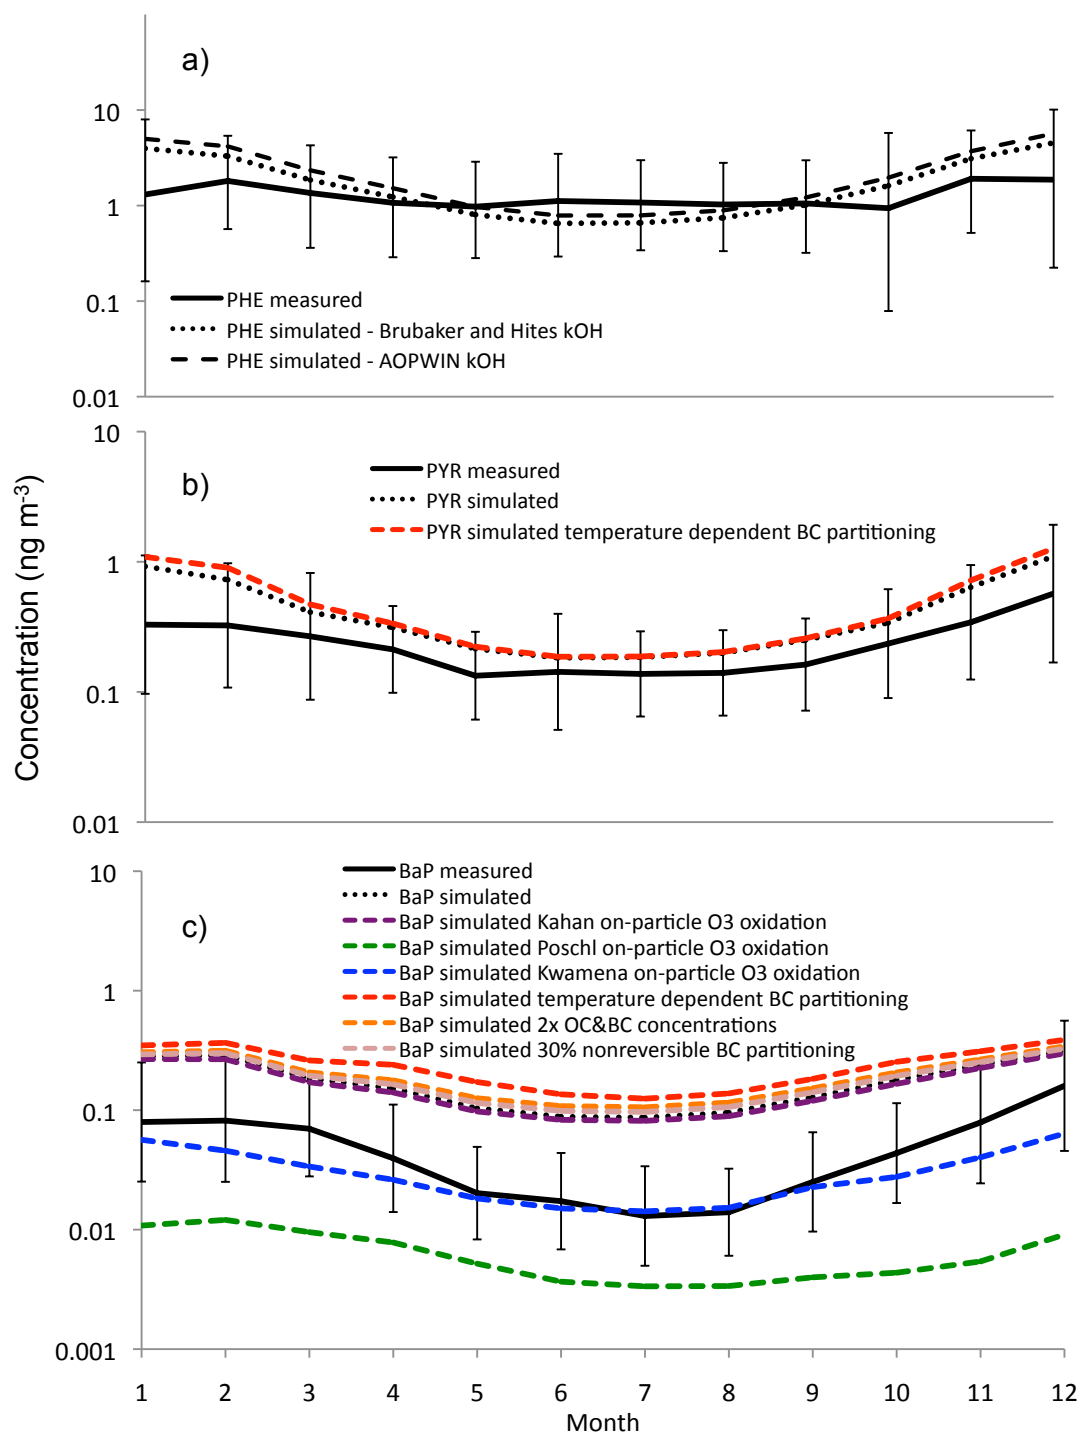 a)
10
1
0.1
0.01
PHE measured
PHE simulated - Brubaker and Hites kOH
PHE simulated - AOPWIN kOH
Concentration (ng m-3)
b)
10
1
0.1
0.01
PYR measured
PYR simulated
PYR simulated temperature dependent BC partitioning
c)
10
1
0.1
0.01
0.001
BaP measured
BaP simulated
BaP simulated Kahan on-particle O3 oxidation
BaP simulated Poschl on-particle O3 oxidation
BaP simulated Kwamena on-particle O3 oxidation
BaP simulated temperature dependent BC partitioning
BaP simulated 2x OC&BC concentrations
BaP simulated 30% nonreversible BC partitioning
1 2 3 4 5 6 7 8 9 10 11 12
Month